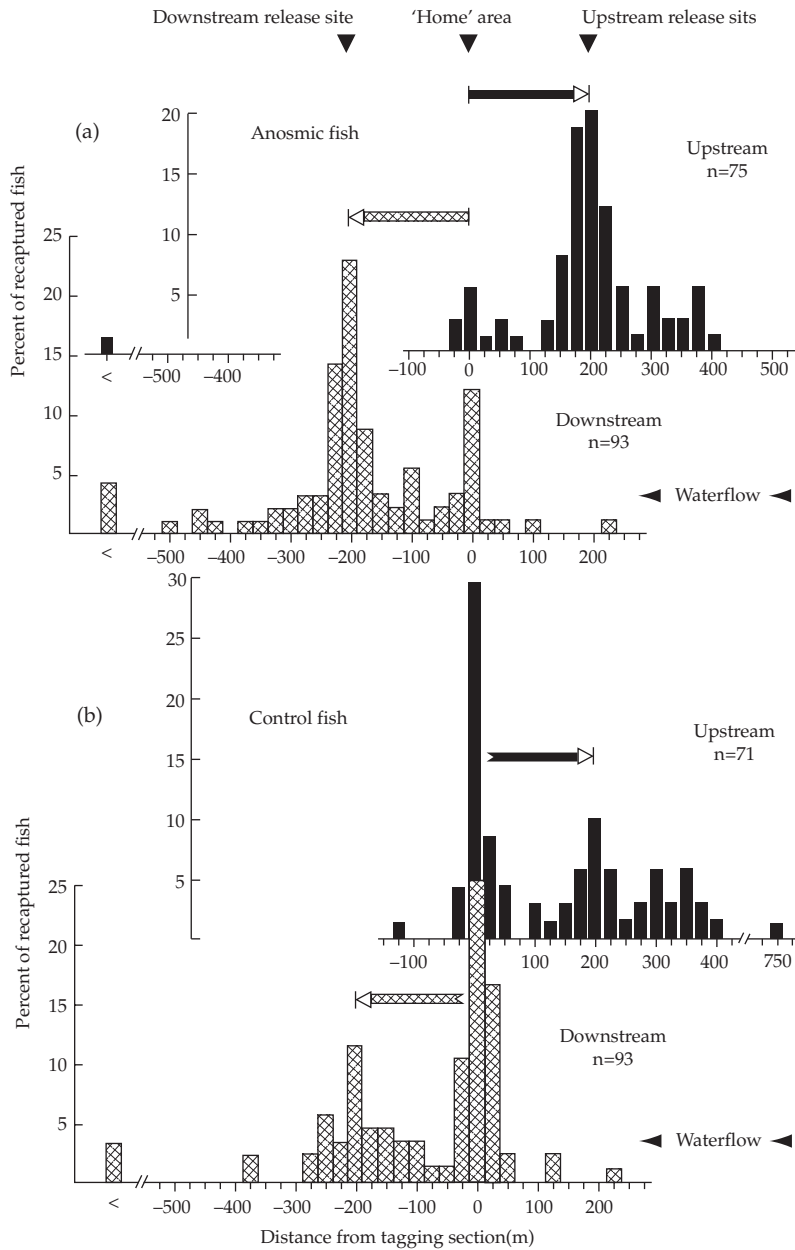 Downstream release site 'Home' area Upstream release sits
(a)
Anosmic fish
Upstream
n=75
20
15
10
5
Percent of recaptured fish
25
20
15
10
5
< −500 −400
−100 0 100 200 300 400 500
Downstream
n=93
Waterflow
< −500 −400 −300 −200 −100 0 100 200
(b)
Control fish
Upstream
n=71
30
25
20
15
10
5
−100 100 200 300 400 750
Percent of recaptured fish
25
20
15
10
5
Downstream
n=93
Waterflow
< −500 −400 −300 −200 −100 0 100 200
Distance from tagging section(m)